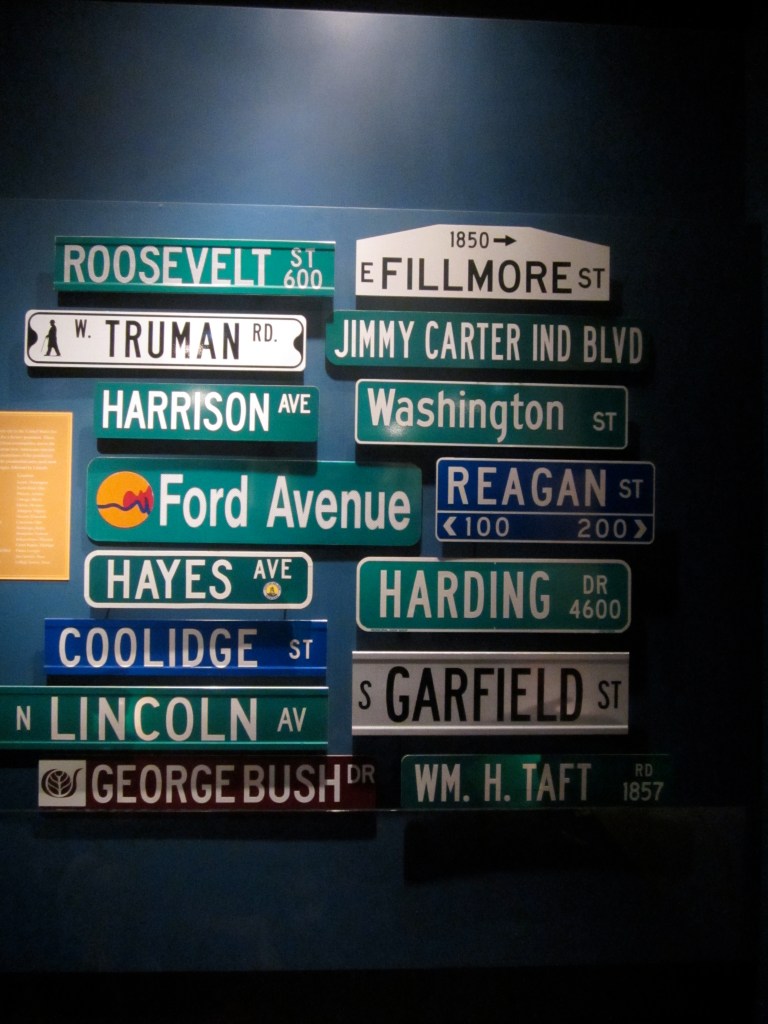 ROOSEVELT ST 600
1850 →
E FILLMORE ST
W. TRUMAN RD.
JIMMY CARTER IND BLVD
HARRISON AVE
Washington ST
Ford Avenue
REAGAN ST
< 100 200 >
HAYES AVE
HARDING DR 4600
COOLIDGE ST
S GARFIELD ST
N LINCOLN AV
GEORGE BUSH DR
WM. H. TAFT RD 1857